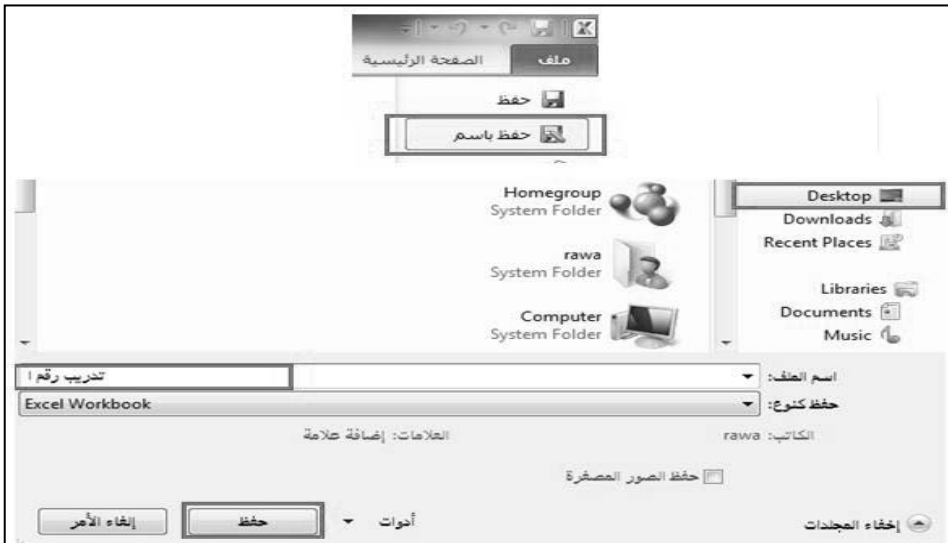 ملف الصفحة الرئيسية
حفظ
حفظ باسم
Desktop
Downloads
Recent Places
Libraries
Documents
Music
Homegroup
System Folder
rawa
System Folder
Computer
System Folder
اسم الملف: تدريب رقم ١
حفظ كنوع: Excel Workbook
الكاتب: rawa العلامات: إضافة علامة
حفظ الصور المصغرة
إخفاء المجلدات أدوات حفظ إلغاء الأمر